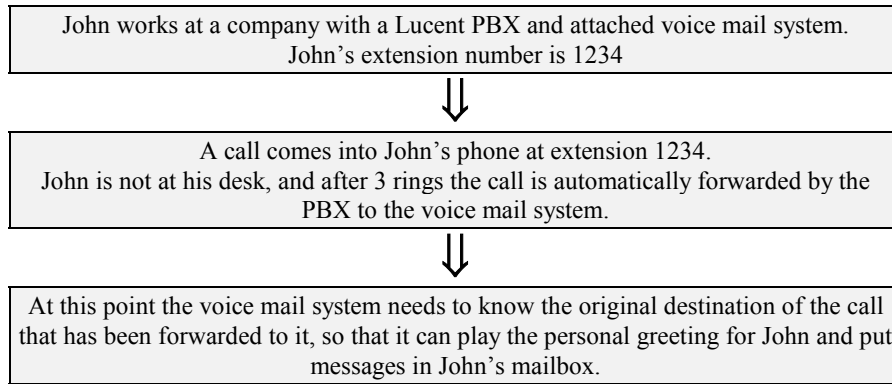 John works at a company with a Lucent PBX and attached voice mail system.
John’s extension number is 1234
A call comes into John’s phone at extension 1234.
John is not at his desk, and after 3 rings the call is automatically forwarded by the
PBX to the voice mail system.
At this point the voice mail system needs to know the original destination of the call
that has been forwarded to it, so that it can play the personal greeting for John and put
messages in John’s mailbox.